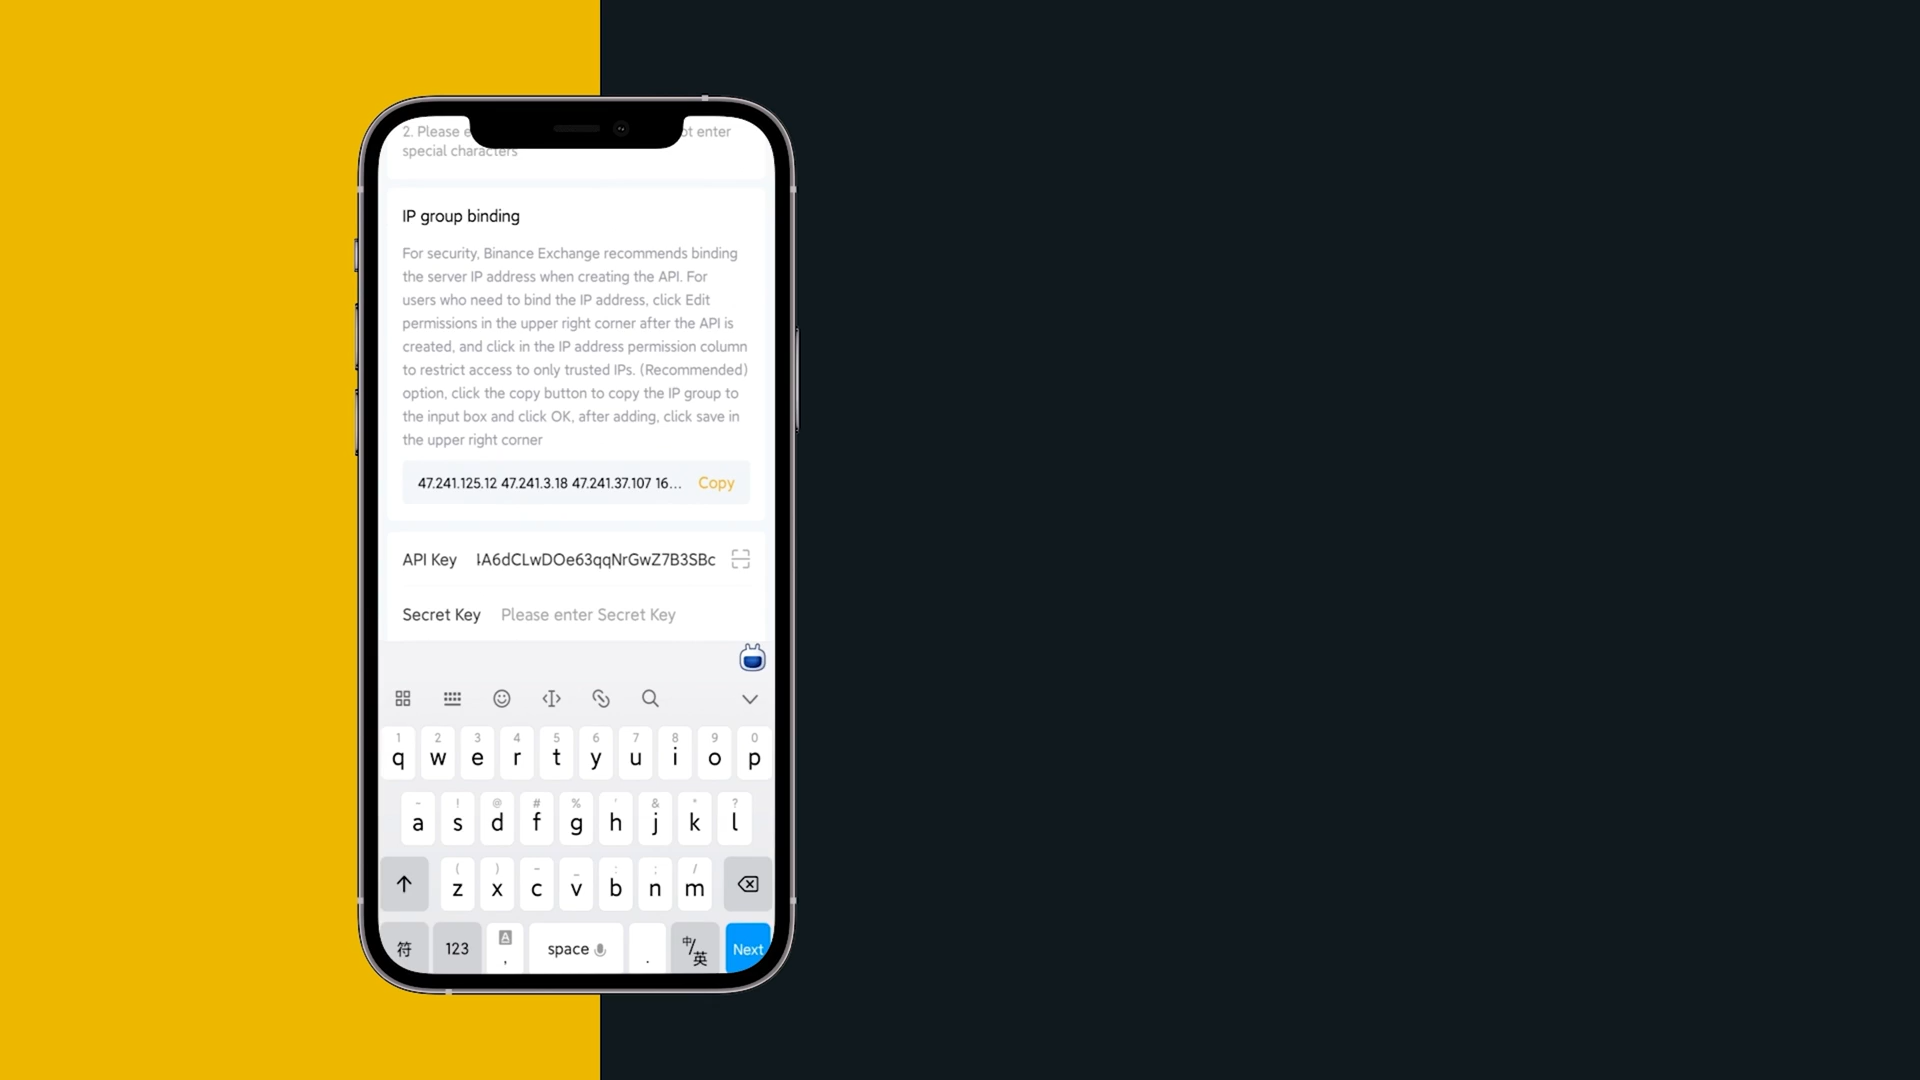 2. Please e ot enter
special characters
IP group binding
For security, Binance Exchange recommends binding
the server IP address when creating the API. For
users who need to bind the IP address, click Edit
permissions in the upper right corner after the API is
created, and click in the IP address permission column
to restrict access to only trusted IPs. (Recommended)
option, click the copy button to copy the IP group to
the input box and click OK, after adding, click save in
the upper right corner
47.241.125.12 47.241.3.18 47.241.37.107 16... Copy
API Key A6dCLwDOe63qqNrGwZ7B3SBc
Secret Key Please enter Secret Key
1 2 3 4 5 6 7 8 9 0
q w e r t y u i o p
~ ! @ # % ' & * ?
a s d f g h j k l
( ) - _ : ; /
z x c v b n m
符 123 , space . 中/英 Next